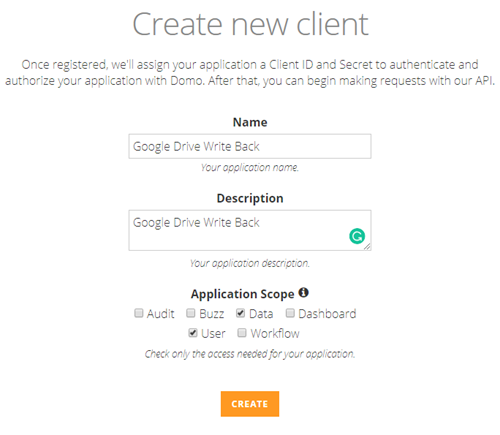 Create new client
Once registered, we'll assign your application a Client ID and Secret to authenticate and
authorize your application with Domo. After that, you can begin making requests with our API.
Name
Google Drive Write Back
Your application name.
Description
Google Drive Write Back
Your application description.
Application Scope
Audit Buzz Data Dashboard
User Workflow
Check only the access needed for your application.
CREATE